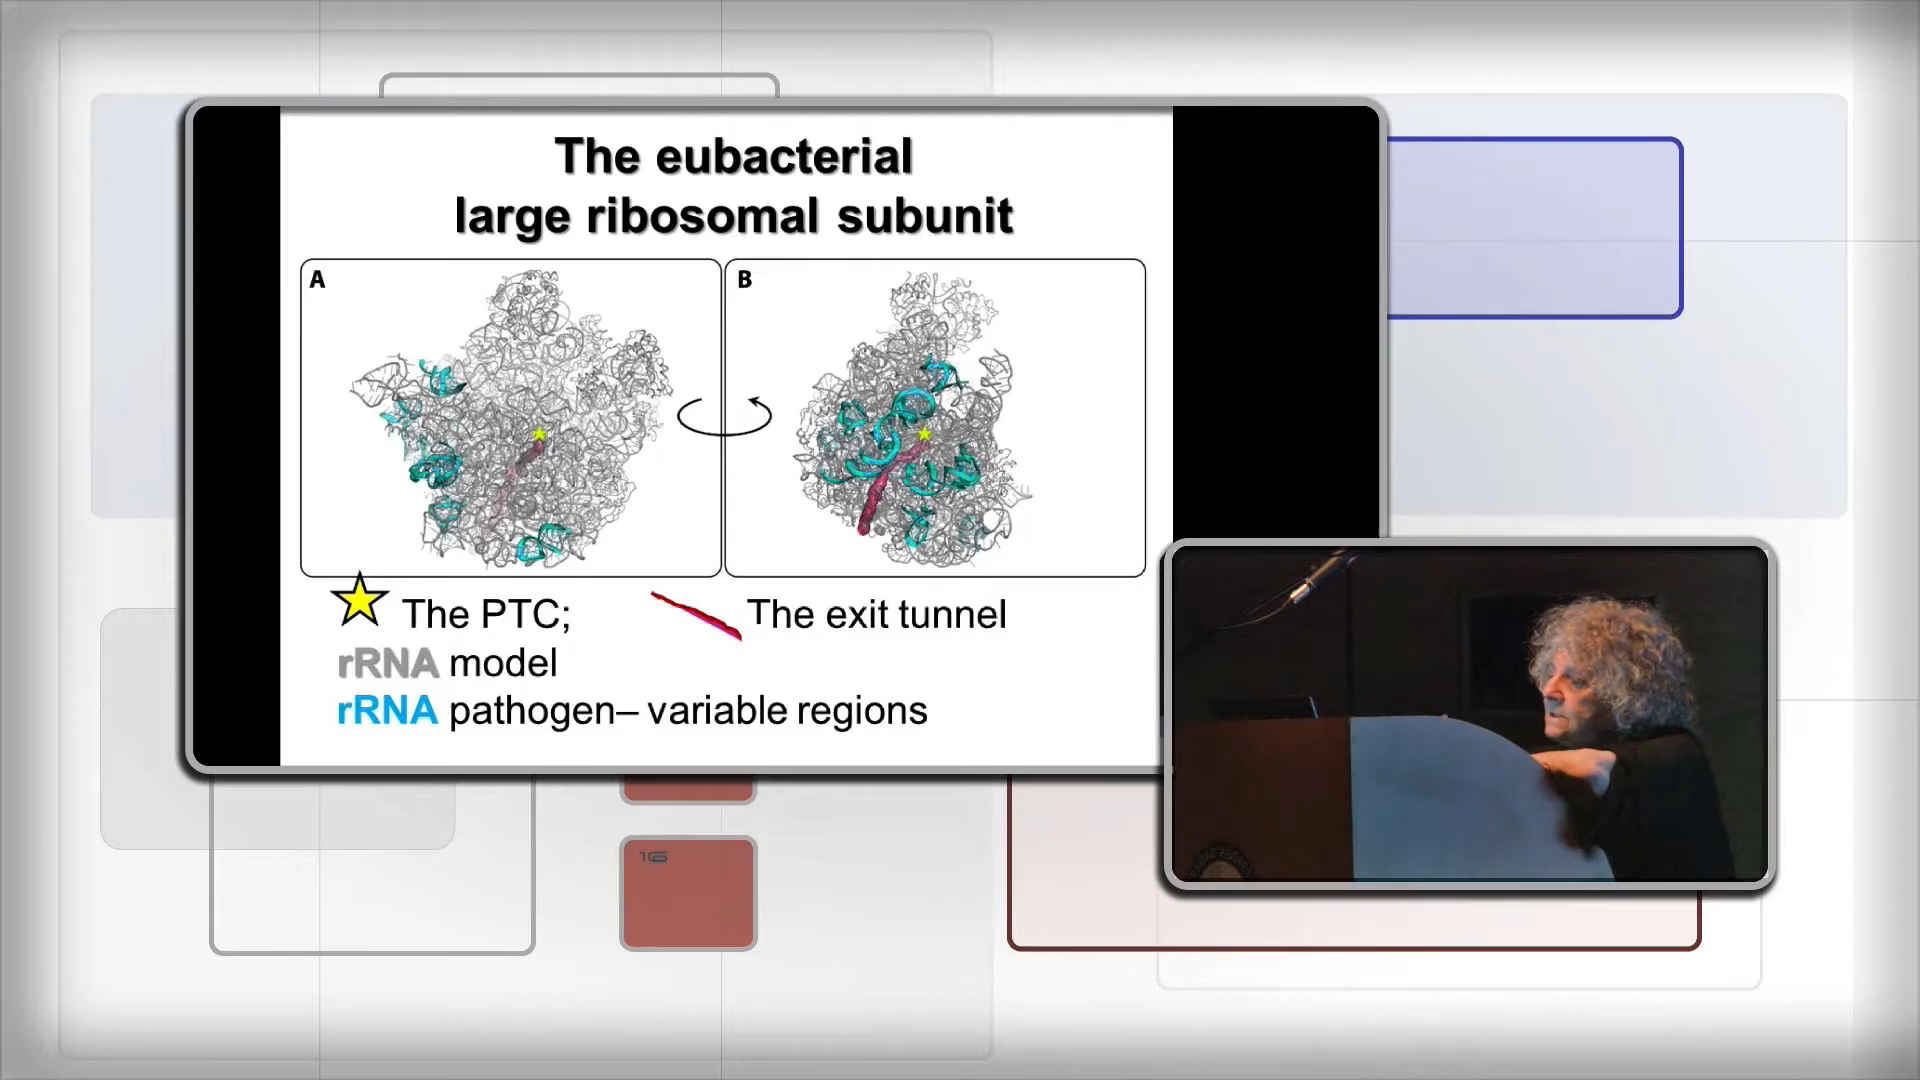 The eubacterial
large ribosomal subunit
A
B
The PTC;
The exit tunnel
rRNA model
rRNA pathogen– variable regions
16